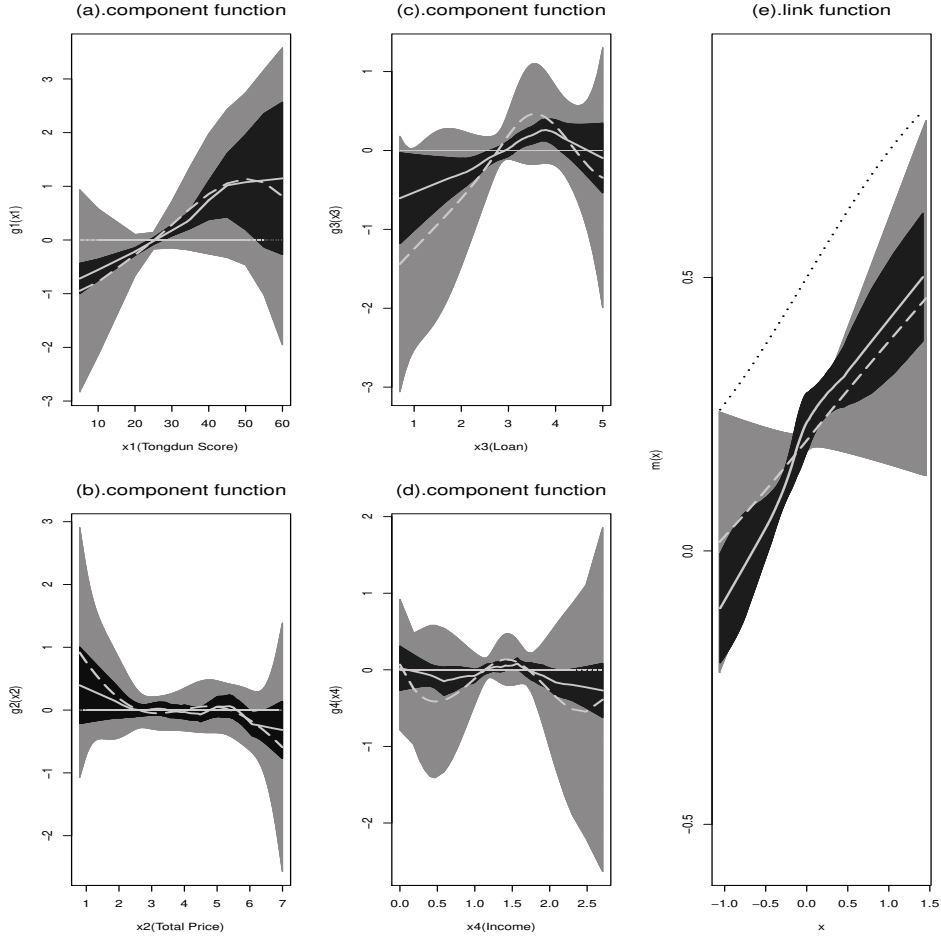 (a).component function
3
2
1
0
-1
-2
-3
g1(x1)
10 20 30 40 50 60
x1(Tongdun Score)
(b).component function
3
2
1
0
-1
-2
g2(x2)
1 2 3 4 5 6 7
x2(Total Price)
(c).component function
1
0
-1
-2
-3
g3(x3)
1 2 3 4 5
x3(Loan)
(d).component function
2
1
0
-1
-2
g4(x4)
0.0 0.5 1.0 1.5 2.0 2.5
x4(Income)
(e).link function
0.5
0.0
-0.5
m(x)
-1.0 -0.5 0.0 0.5 1.0 1.5
x